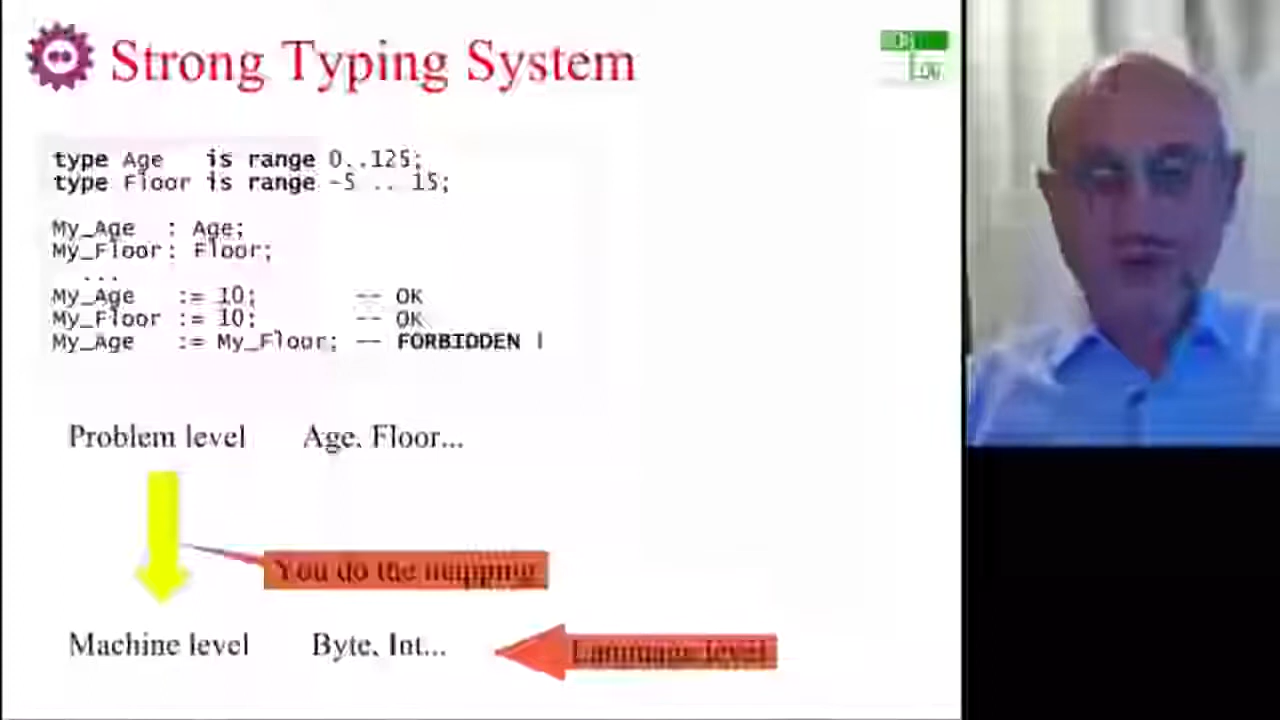 Strong Typing System
type Age is range 0..125;
type Floor is range -5 .. 15;
My_Age : Age;
My_Floor: Floor;
...
My_Age := 10; -- OK
My_Floor := 10; -- OK
My_Age := My_Floor; -- FORBIDDEN !
Problem level Age, Floor...
You do the mapping
Machine level Byte, Int...
Language level